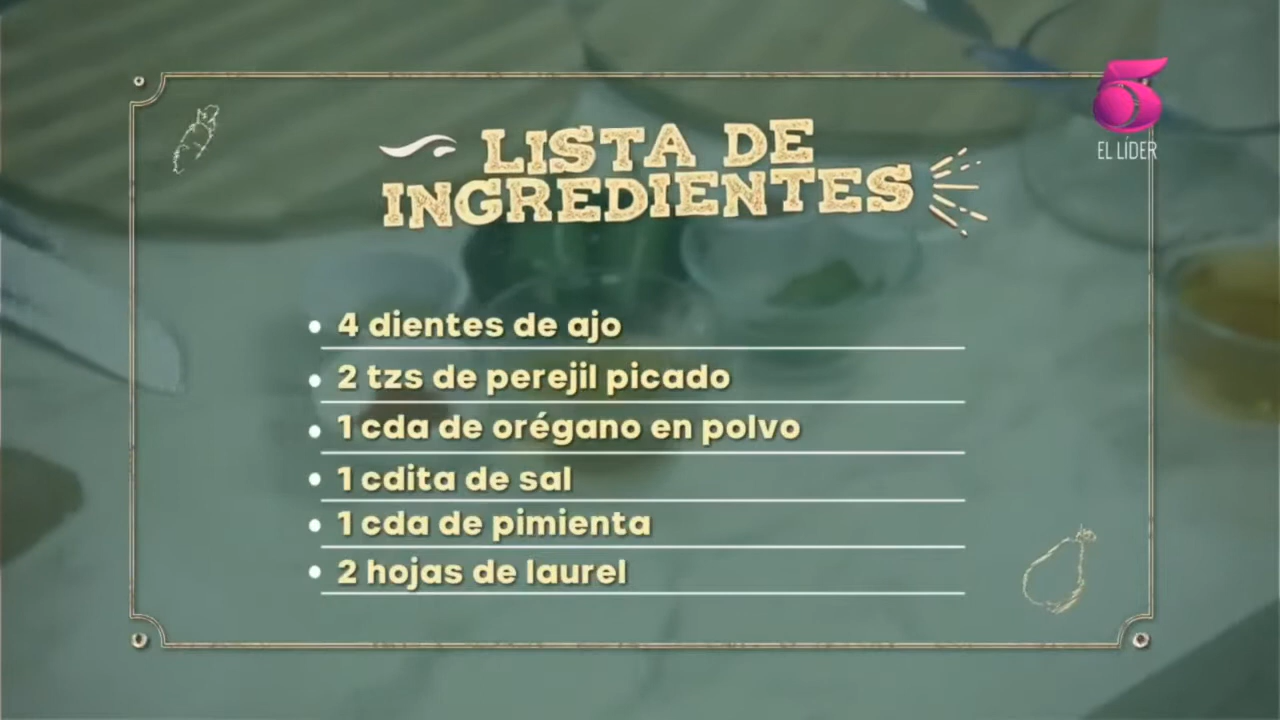 5
EL LÍDER
LISTA DE
INGREDIENTES
4 dientes de ajo
2 tzs de perejil picado
1 cda de orégano en polvo
1 cdita de sal
1 cda de pimienta
2 hojas de laurel